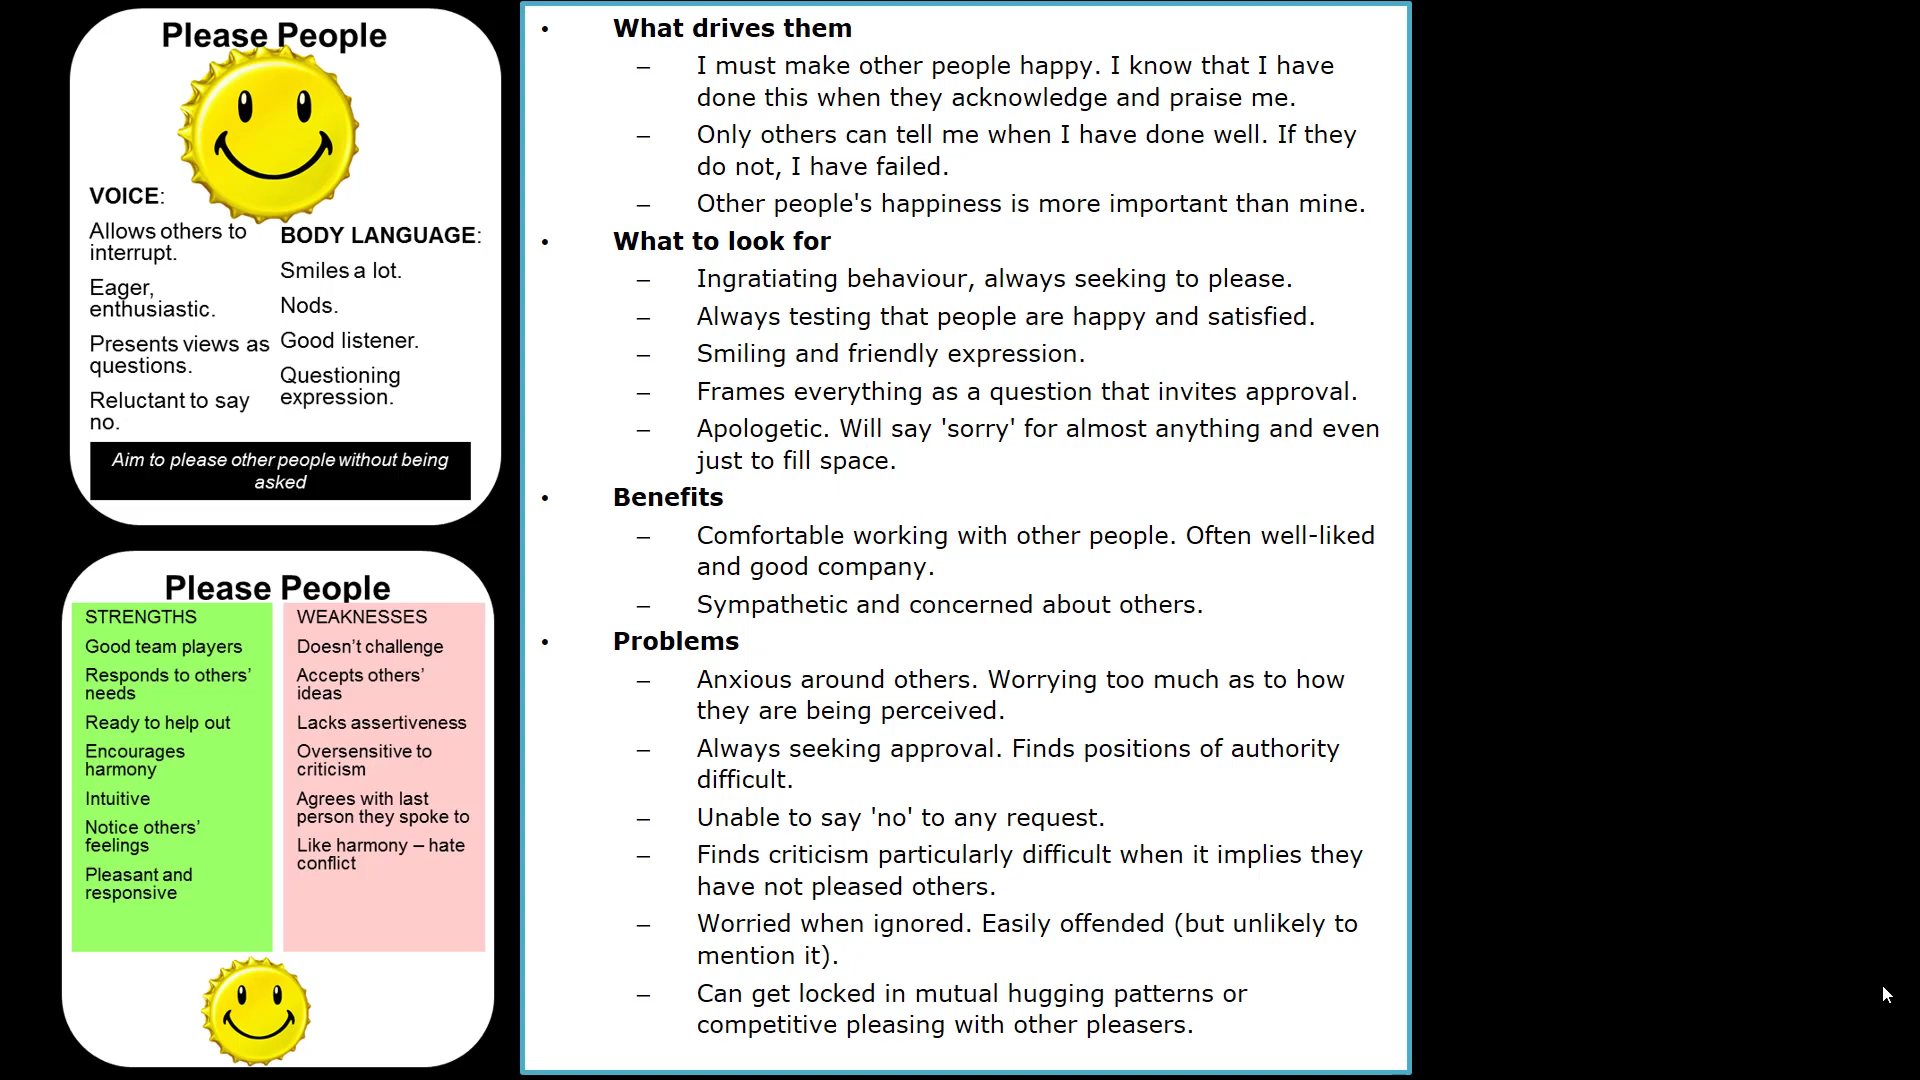 Please People
VOICE:
Allows others to
interrupt.
Eager,
enthusiastic.
Presents views as
questions.
Reluctant to say
no.
BODY LANGUAGE:
Smiles a lot.
Nods.
Good listener.
Questioning
expression.
Aim to please other people without being
asked
Please People
STRENGTHS
Good team players
Responds to others’
needs
Ready to help out
Encourages
harmony
Intuitive
Notice others’
feelings
Pleasant and
responsive
WEAKNESSES
Doesn’t challenge
Accepts others’
ideas
Lacks assertiveness
Oversensitive to
criticism
Agrees with last
person they spoke to
Like harmony – hate
conflict
• What drives them
– I must make other people happy. I know that I have
done this when they acknowledge and praise me.
– Only others can tell me when I have done well. If they
do not, I have failed.
– Other people's happiness is more important than mine.
• What to look for
– Ingratiating behaviour, always seeking to please.
– Always testing that people are happy and satisfied.
– Smiling and friendly expression.
– Frames everything as a question that invites approval.
– Apologetic. Will say 'sorry' for almost anything and even
just to fill space.
• Benefits
– Comfortable working with other people. Often well-liked
and good company.
– Sympathetic and concerned about others.
• Problems
– Anxious around others. Worrying too much as to how
they are being perceived.
– Always seeking approval. Finds positions of authority
difficult.
– Unable to say 'no' to any request.
– Finds criticism particularly difficult when it implies they
have not pleased others.
– Worried when ignored. Easily offended (but unlikely to
mention it).
– Can get locked in mutual hugging patterns or
competitive pleasing with other pleasers.